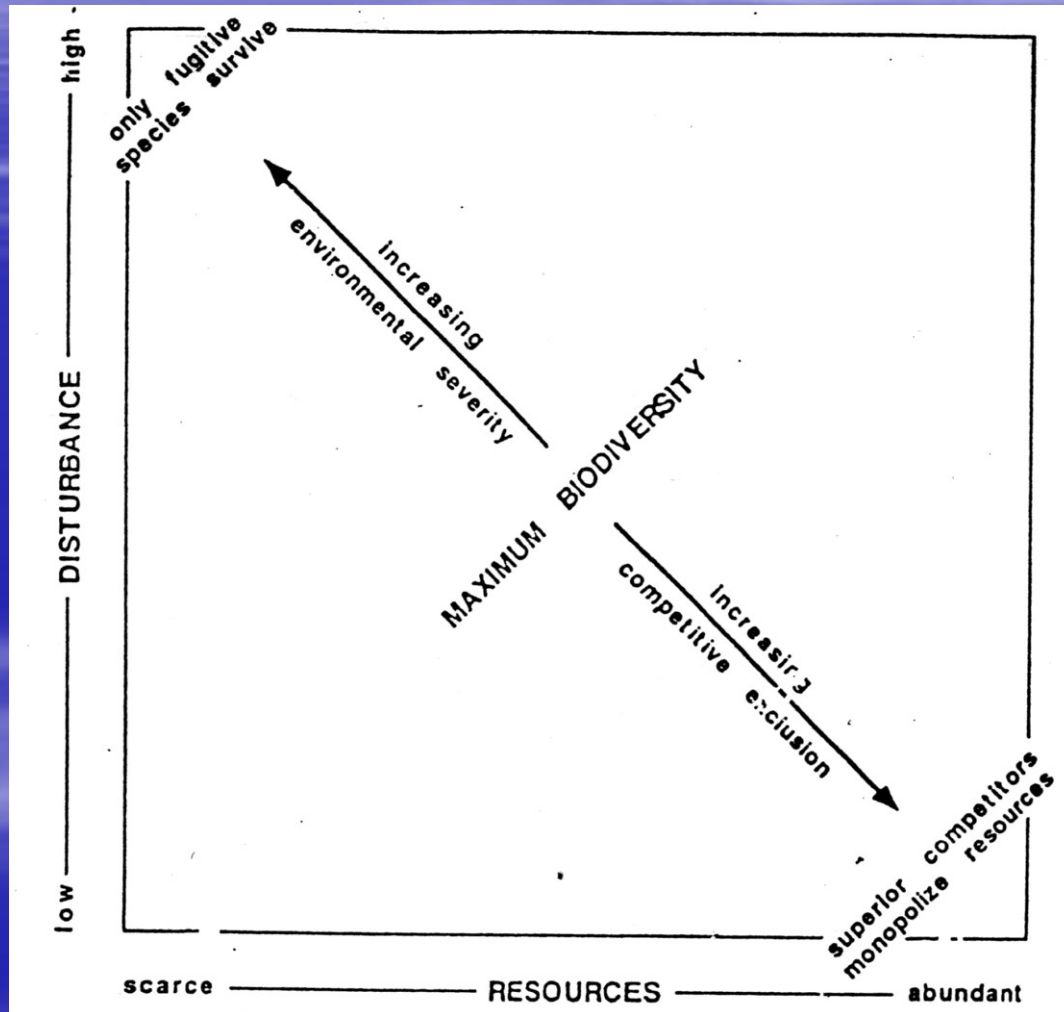 only fugitive
species survive
high
increasing
environmental severity
DISTURBANCE
MAXIMUM BIODIVERSITY
increasing
competitive exclusion
low
superior competitors
monopolize resources
scarce
RESOURCES
abundant